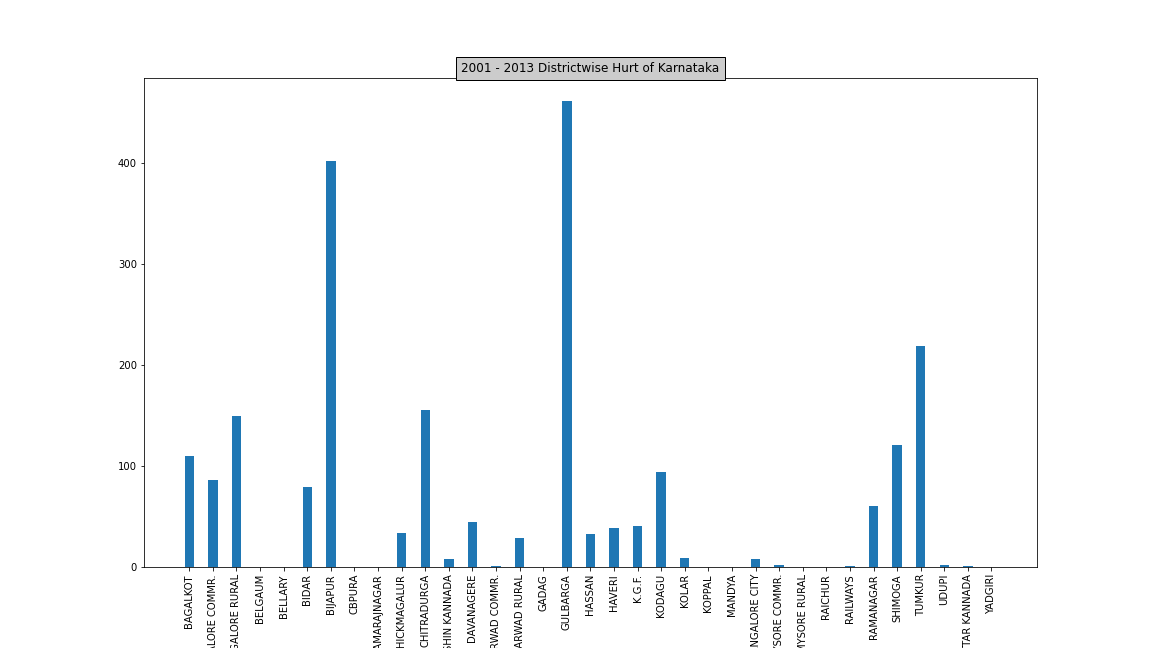 2001 - 2013 Districtwise Hurt of Karnataka
400
300
200
100
0
BAGALKOT
ALORE COMMR.
GALORE RURAL
BELGAUM
BELLARY
BIDAR
BIJAPUR
CBPURA
AMARAJNAGAR
HICKMAGALUR
CHITRADURGA
SHIN KANNADA
DAVANAGERE
RWAD COMMR.
ARWAD RURAL
GADAG
GULBARGA
HASSAN
HAVERI
K.G.F.
KODAGU
KOLAR
KOPPAL
MANDYA
NGALORE CITY
YSORE COMMR.
MYSORE RURAL
RAICHUR
RAILWAYS
RAMANAGAR
SHIMOGA
TUMKUR
UDUPI
TAR KANNADA
YADGIRI